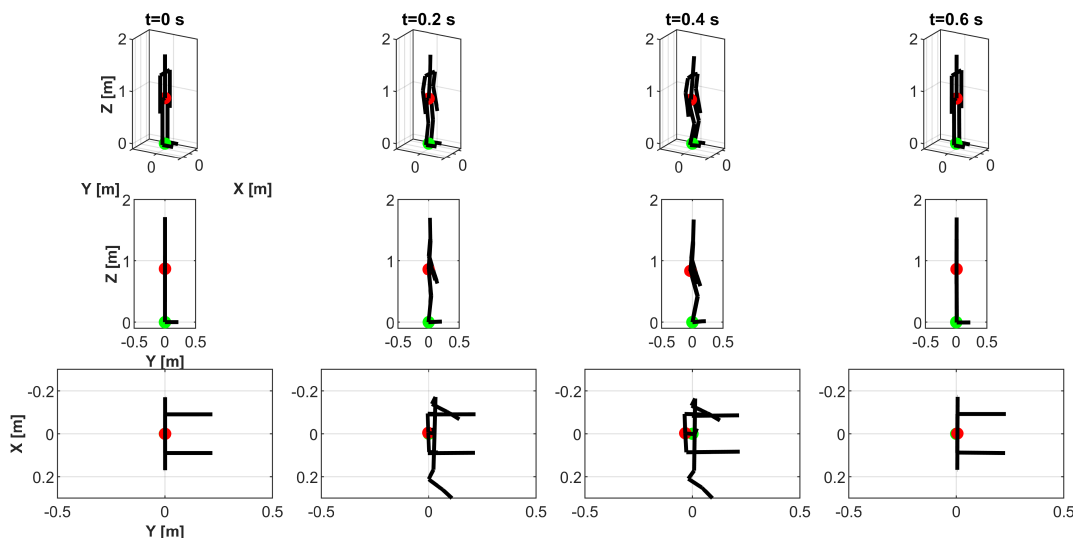 t=0 s t=0.2 s t=0.4 s t=0.6 s
2 2 2 2
Z [m] 1 1 1 1
0 0 0 0
0 0 0 0 0 0 0 0
Y [m] X [m]
2 2 2 2
Z [m] 1 1 1 1
0 0 0 0
-0.5 0 0.5 -0.5 0 0.5 -0.5 0 0.5 -0.5 0 0.5
Y [m]
-0.2 -0.2 -0.2 -0.2
X [m] 0 0 0 0
0.2 0.2 0.2 0.2
-0.5 0 0.5 -0.5 0 0.5 -0.5 0 0.5 -0.5 0 0.5
Y [m]